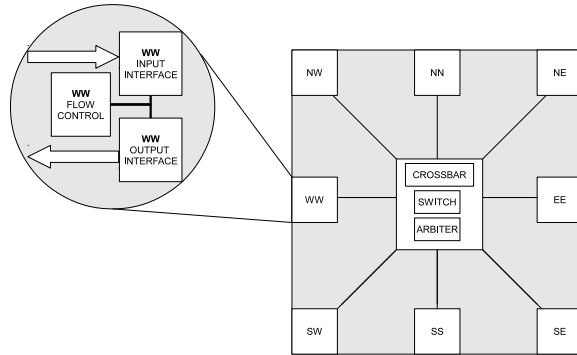 WW
INPUT
INTERFACE
WW
FLOW
CONTROL
WW
OUTPUT
INTERFACE
NW
NN
NE
CROSSBAR
WW
SWITCH
EE
ARBITER
SW
SS
SE